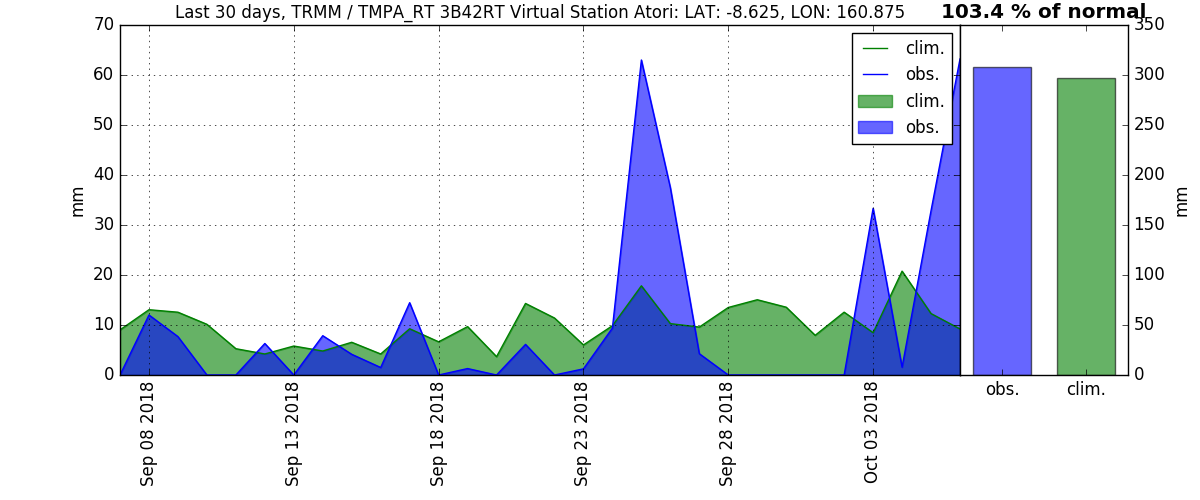 Last 30 days, TRMM / TMPA_RT 3B42RT Virtual Station Atori: LAT: -8.625, LON: 160.875
103.4 % of normal
70
60
50
40
30
20
10
0
mm
clim.
obs.
clim.
obs.
350
300
250
200
150
100
50
0
mm
obs.
clim.
Sep 08 2018
Sep 13 2018
Sep 18 2018
Sep 23 2018
Sep 28 2018
Oct 03 2018